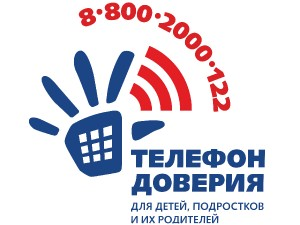 8·800·2000·122
ТЕЛЕФОН
ДОВЕРИЯ
ДЛЯ ДЕТЕЙ, ПОДРОСТКОВ
И ИХ РОДИТЕЛЕЙ